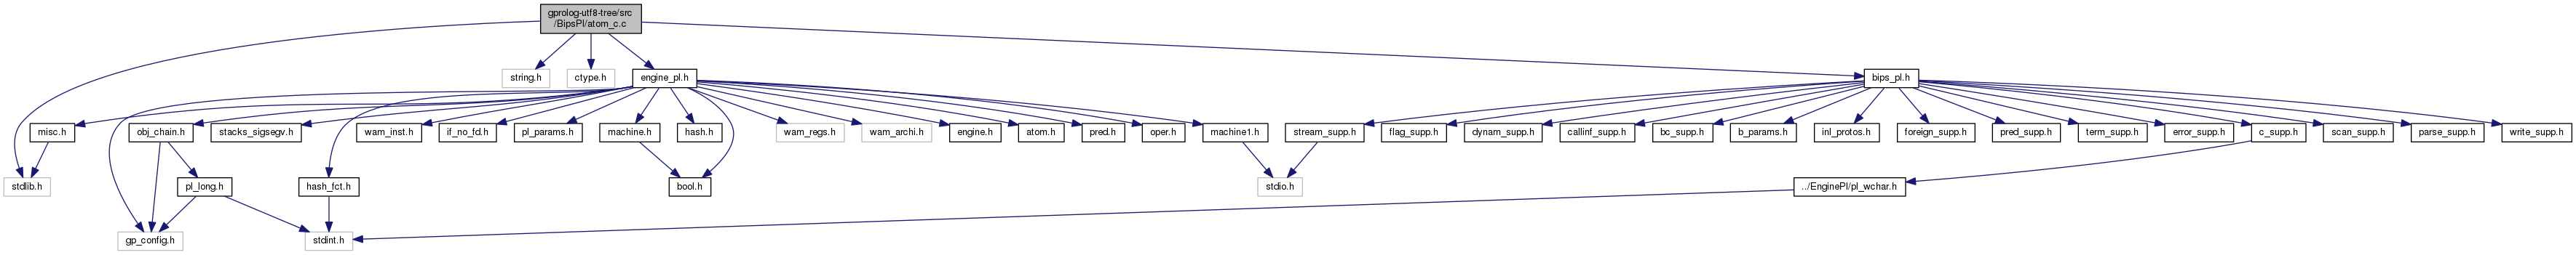 gprolog-utf8-tree/src
/BipsPl/atom_c.c
string.h
ctype.h
engine_pl.h
bips_pl.h
misc.h
obj_chain.h
stacks_sigsegv.h
wam_inst.h
if_no_fd.h
pl_params.h
machine.h
hash.h
wam_regs.h
wam_archi.h
engine.h
atom.h
pred.h
oper.h
machine1.h
stream_supp.h
flag_supp.h
dynam_supp.h
callinf_supp.h
bc_supp.h
b_params.h
inl_protos.h
foreign_supp.h
pred_supp.h
term_supp.h
error_supp.h
c_supp.h
scan_supp.h
parse_supp.h
write_supp.h
stdlib.h
pl_long.h
hash_fct.h
bool.h
stdio.h
../EnginePl/pl_wchar.h
gp_config.h
stdint.h